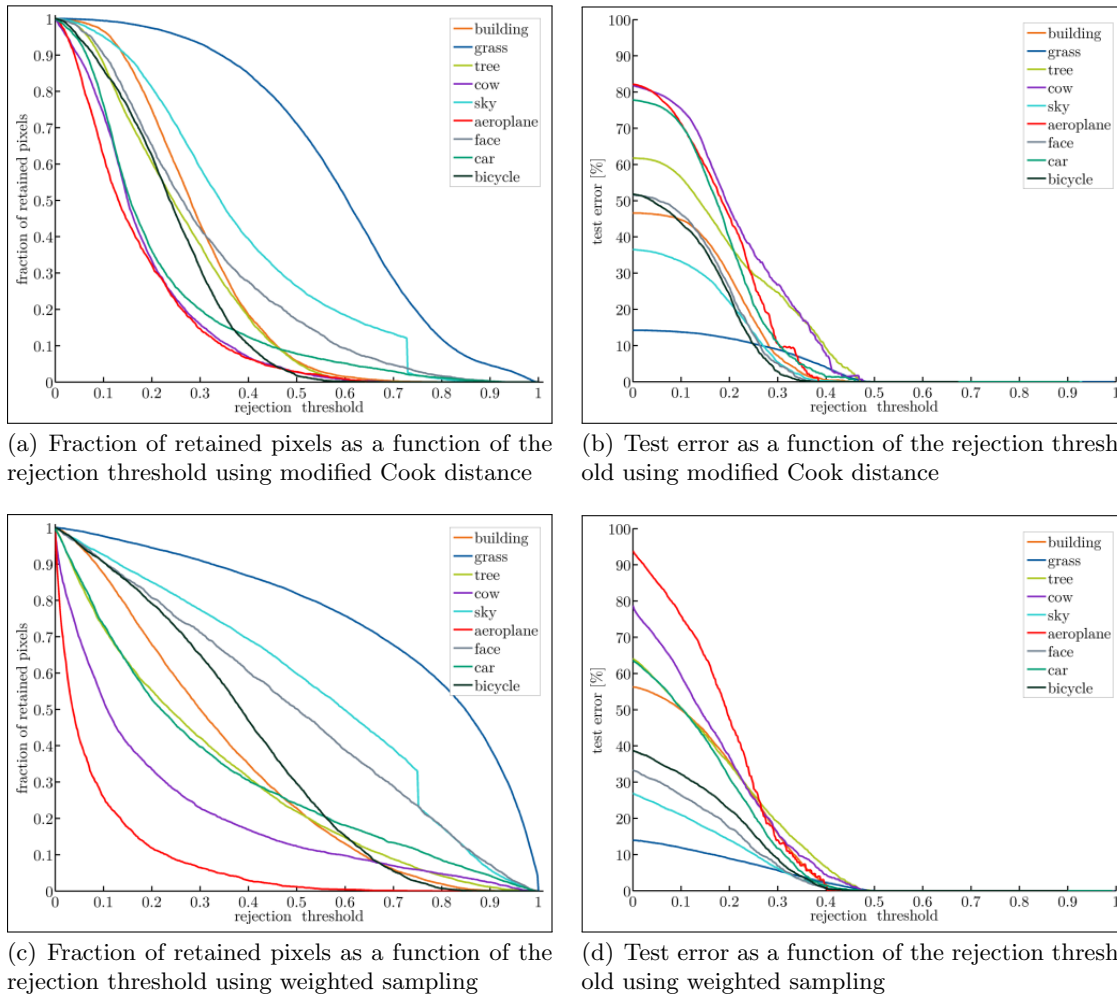 1
0.9
0.8
0.7
0.6
0.5
0.4
0.3
0.2
0.1
0
fraction of retained pixels
0 0.1 0.2 0.3 0.4 0.5 0.6 0.7 0.8 0.9 1
rejection threshold
building
grass
tree
cow
sky
aeroplane
face
car
bicycle
100
90
80
70
60
50
40
30
20
10
0
test error [%]
0 0.1 0.2 0.3 0.4 0.5 0.6 0.7 0.8 0.9 1
rejection threshold
building
grass
tree
cow
sky
aeroplane
face
car
bicycle
(a) Fraction of retained pixels as a function of the
rejection threshold using modified Cook distance
(b) Test error as a function of the rejection thresh
old using modified Cook distance
1
0.9
0.8
0.7
0.6
0.5
0.4
0.3
0.2
0.1
0
fraction of retained pixels
0 0.1 0.2 0.3 0.4 0.5 0.6 0.7 0.8 0.9 1
rejection threshold
building
grass
tree
cow
sky
aeroplane
face
car
bicycle
100
90
80
70
60
50
40
30
20
10
0
test error [%]
0 0.1 0.2 0.3 0.4 0.5 0.6 0.7 0.8 0.9 1
rejection threshold
building
grass
tree
cow
sky
aeroplane
face
car
bicycle
(c) Fraction of retained pixels as a function of the
rejection threshold using weighted sampling
(d) Test error as a function of the rejection thresh
old using weighted sampling